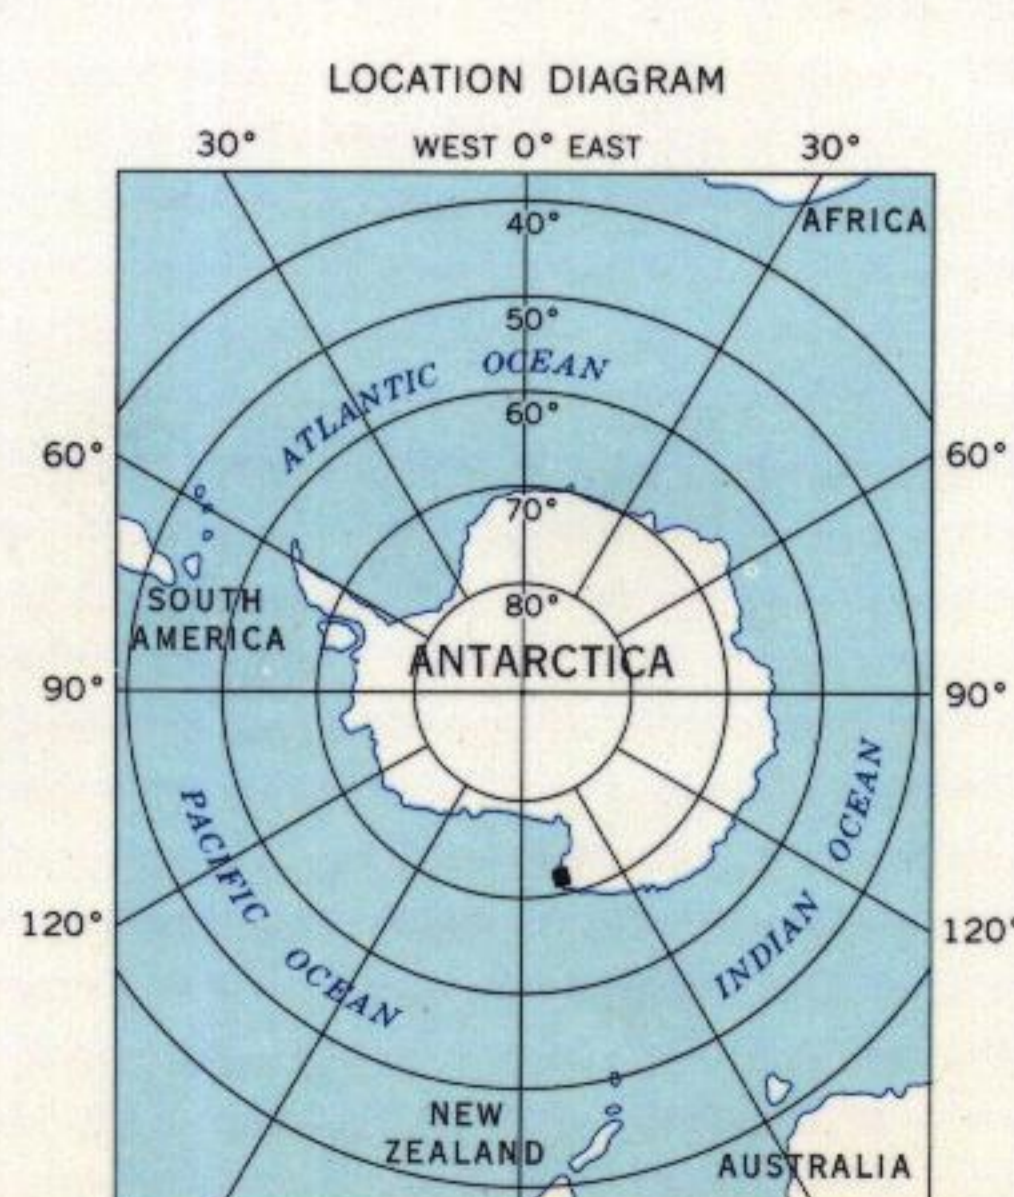 LOCATION DIAGRAM
30° WEST 0° EAST 30°
AFRICA
40°
50°
ATLANTIC OCEAN
60°
60° 60°
70°
80°
SOUTH
AMERICA
ANTARCTICA
90° 90°
PACIFIC OCEAN
INDIAN OCEAN
120° 120°
NEW
ZEALAND
AUSTRALIA